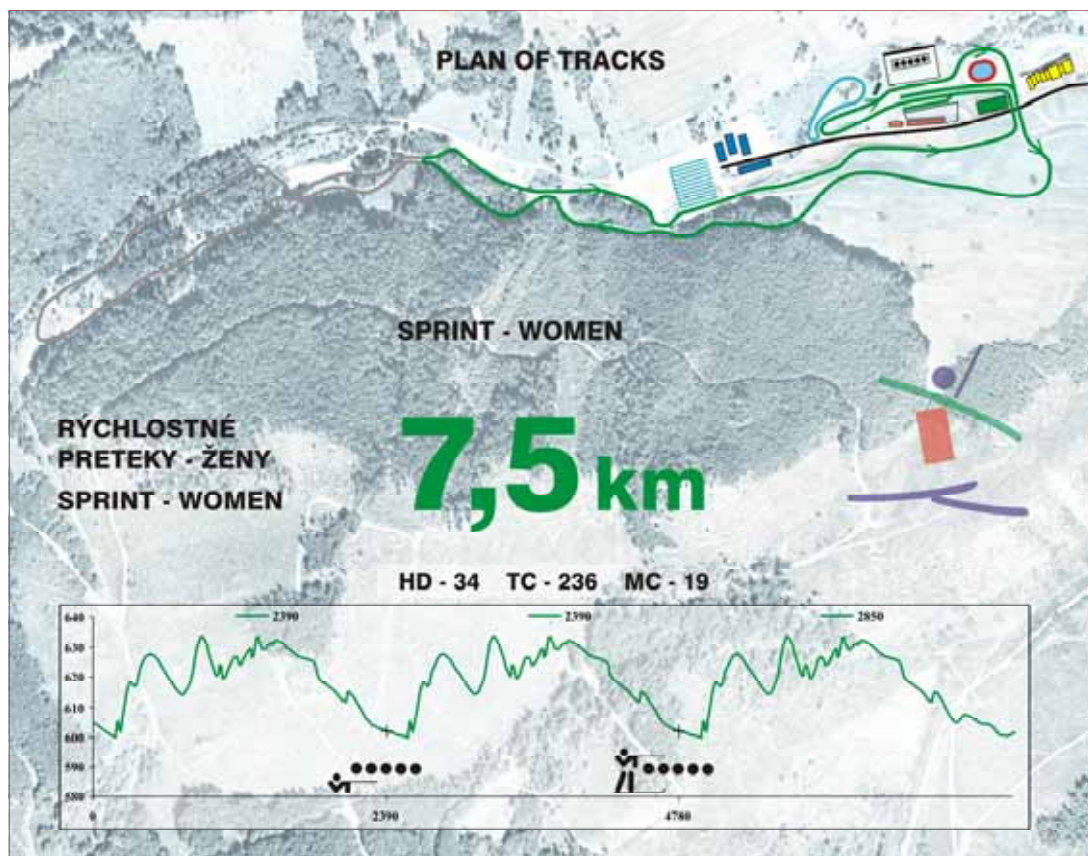 PLAN OF TRACKS
SPRINT - WOMEN
RÝCHLOSTNÉ
PRETEKY - ŽENY
SPRINT - WOMEN
7,5 km
HD - 34 TC - 236 MC - 19
2390 2390 2850
640
630
620
610
600
590
580
0 2390 4780